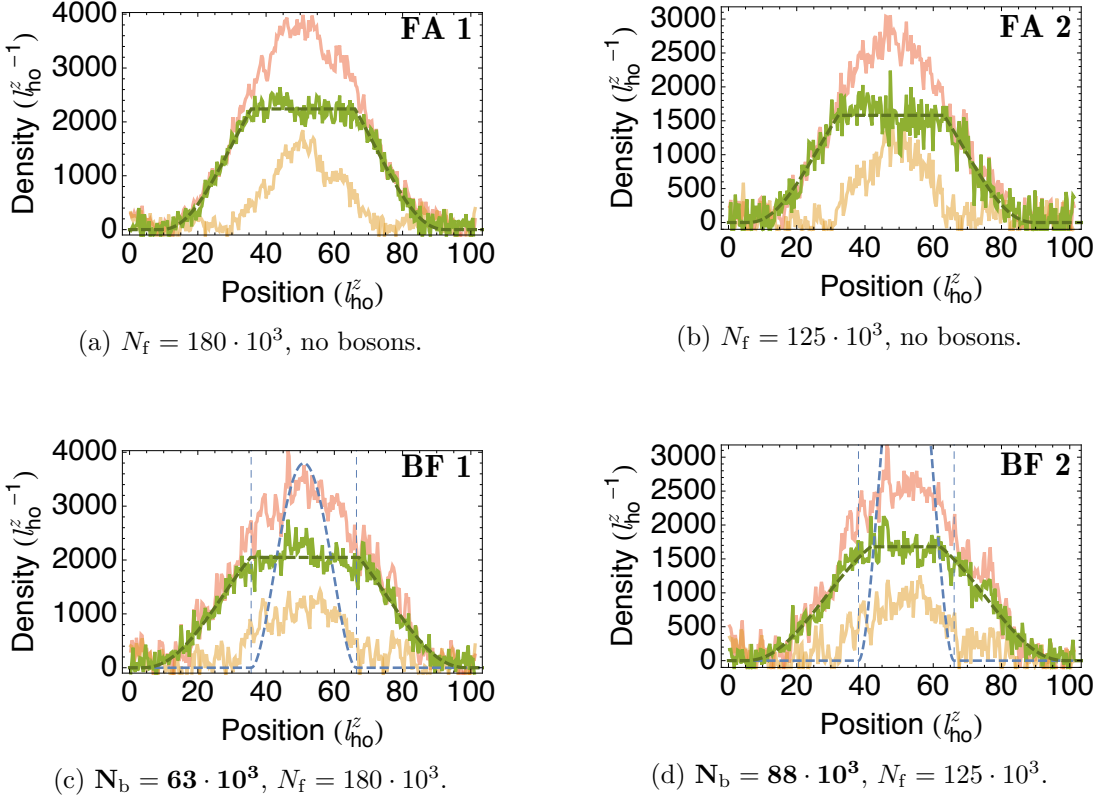 FA 1
Density (l_ho^z ^-1)
4000
3000
2000
1000
0
0 20 40 60 80 100
Position (l_ho^z)
(a) N_f = 180 · 10^3, no bosons.
FA 2
Density (l_ho^z ^-1)
3000
2500
2000
1500
1000
500
0
0 20 40 60 80 100
Position (l_ho^z)
(b) N_f = 125 · 10^3, no bosons.
BF 1
Density (l_ho^z ^-1)
4000
3000
2000
1000
0
0 20 40 60 80 100
Position (l_ho^z)
(c) N_b = 63 · 10^3, N_f = 180 · 10^3.
BF 2
Density (l_ho^z ^-1)
3000
2500
2000
1500
1000
500
0
0 20 40 60 80 100
Position (l_ho^z)
(d) N_b = 88 · 10^3, N_f = 125 · 10^3.